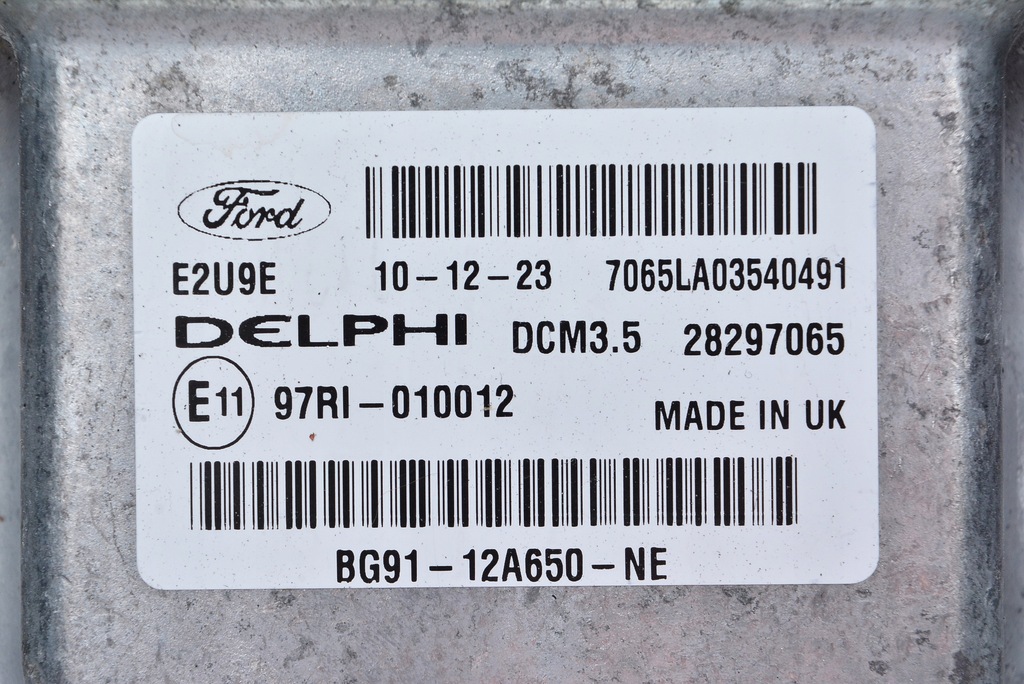 Ford
E2U9E 10-12-23 7065LA03540491
DELPHI DCM3.5 28297065
E11 97RI-010012 MADE IN UK
BG91-12A650-NE